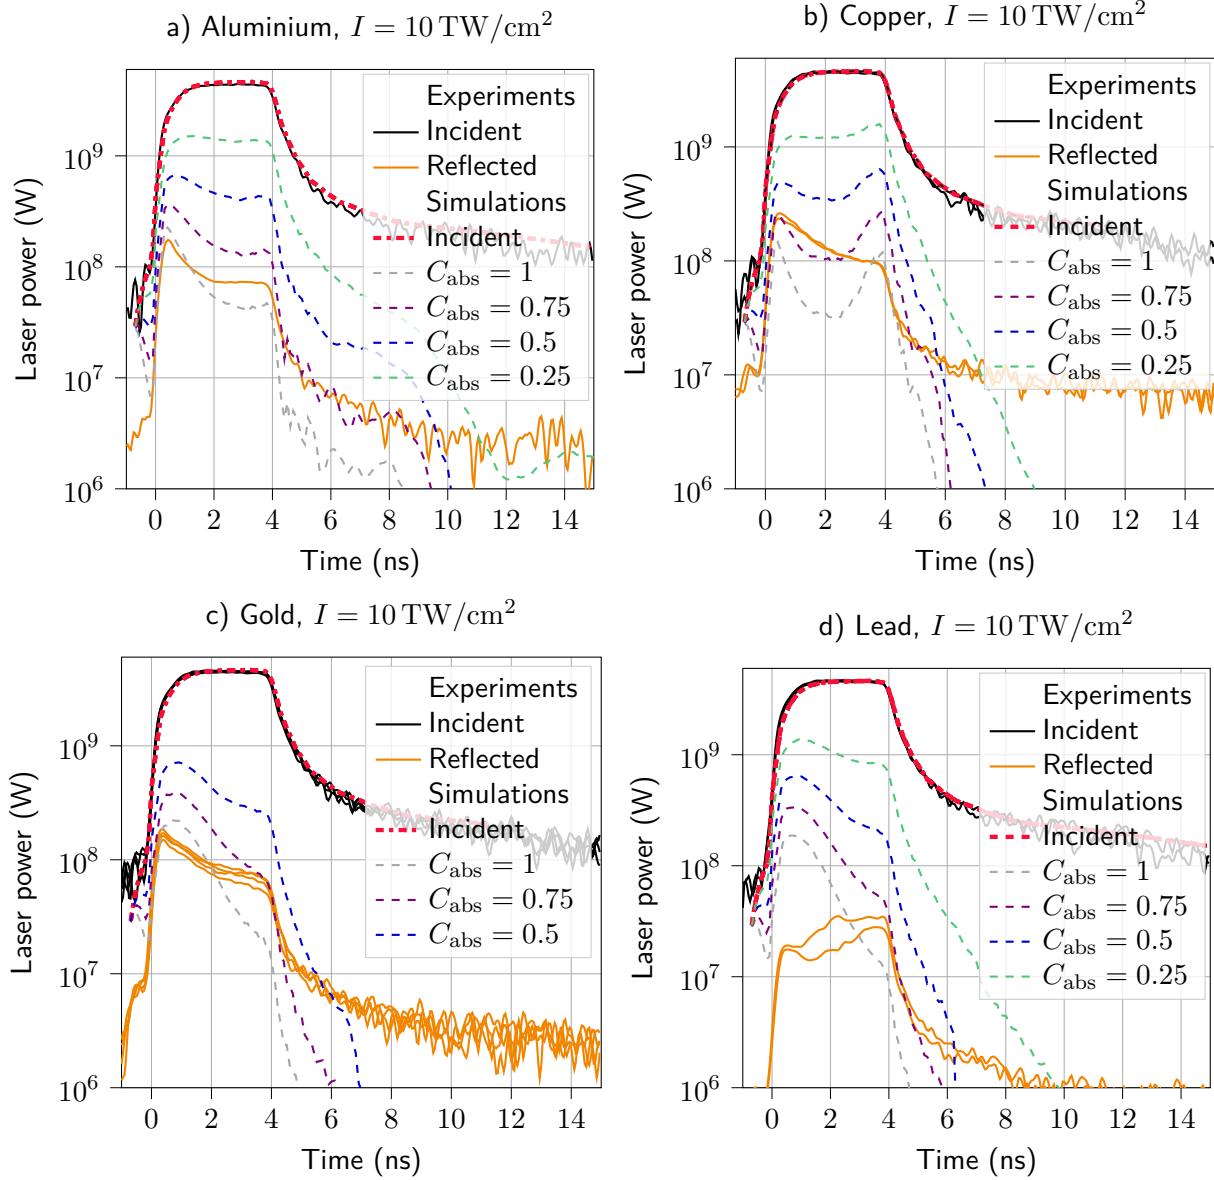 a) Aluminium, I = 10 TW/cm²
Laser power (W)
10⁹
10⁸
10⁷
10⁶
0 2 4 6 8 10 12 14
Time (ns)
Experiments
Incident
Reflected
Simulations
Incident
C_abs = 1
C_abs = 0.75
C_abs = 0.5
C_abs = 0.25
b) Copper, I = 10 TW/cm²
Laser power (W)
10⁹
10⁸
10⁷
10⁶
0 2 4 6 8 10 12 14
Time (ns)
Experiments
Incident
Reflected
Simulations
Incident
C_abs = 1
C_abs = 0.75
C_abs = 0.5
C_abs = 0.25
c) Gold, I = 10 TW/cm²
Laser power (W)
10⁹
10⁸
10⁷
10⁶
0 2 4 6 8 10 12 14
Time (ns)
Experiments
Incident
Reflected
Simulations
Incident
C_abs = 1
C_abs = 0.75
C_abs = 0.5
d) Lead, I = 10 TW/cm²
Laser power (W)
10⁹
10⁸
10⁷
10⁶
0 2 4 6 8 10 12 14
Time (ns)
Experiments
Incident
Reflected
Simulations
Incident
C_abs = 1
C_abs = 0.75
C_abs = 0.5
C_abs = 0.25